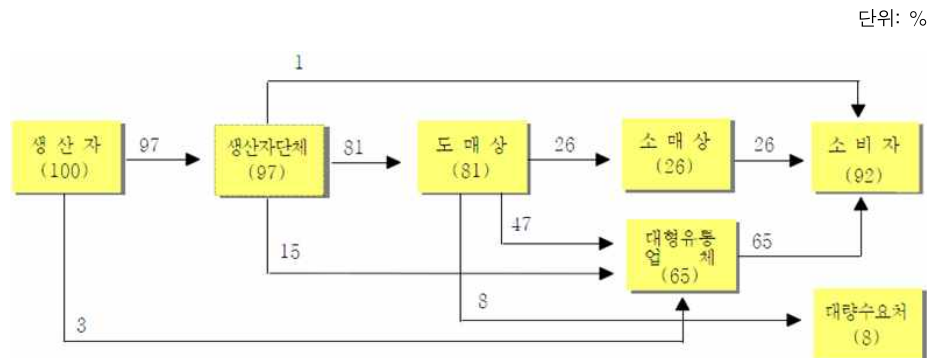 단위: %
1
생 산 자
(100)
97
생산자단체
(97)
81
도 매 상
(81)
26
소 매 상
(26)
26
소 비 자
(92)
47
15
대형유통
업 체
(65)
65
8
대량수요처
(8)
3